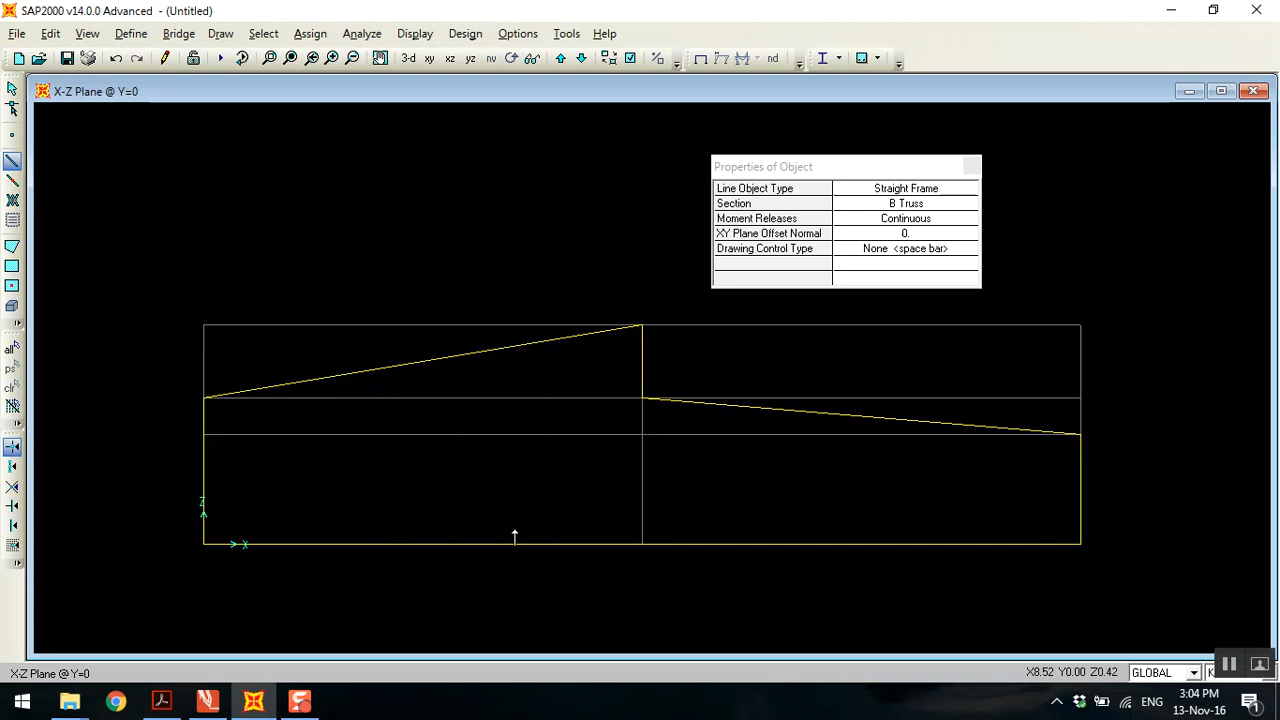 SAP2000 v14.0.0 Advanced - (Untitled)
File Edit View Define Bridge Draw Select Assign Analyze Display Design Options Tools Help
3-d xy xz yz nv nd
X-Z Plane @ Y=0
Properties of Object
Line Object Type Straight Frame
Section B Truss
Moment Releases Continuous
XY Plane Offset Normal 0.
Drawing Control Type None <space bar>
all
ps
clr
Z
X
X-Z Plane @ Y=0
X8.52 Y0.00 Z0.42
GLOBAL
ENG
3:04 PM
13-Nov-16
1